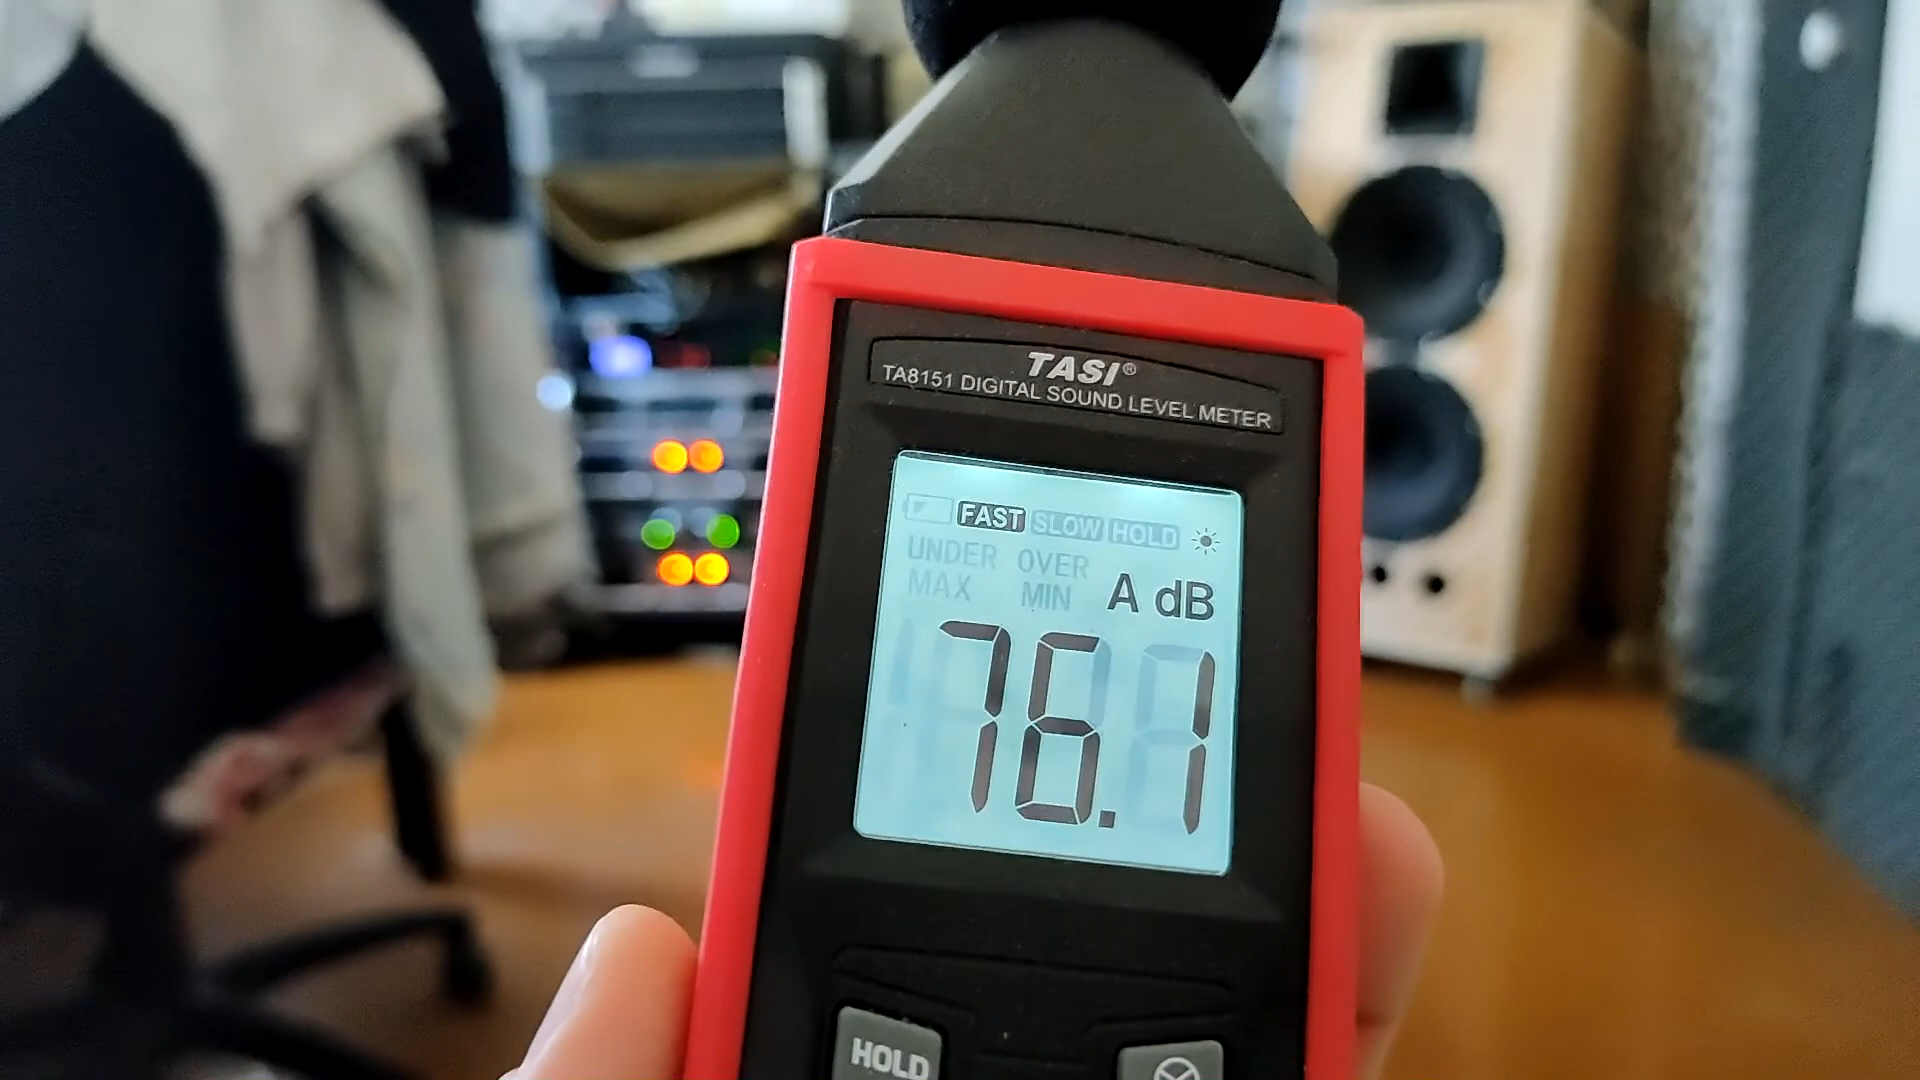 TASI®
TA8151 DIGITAL SOUND LEVEL METER
FAST SLOW HOLD
UNDER OVER
MAX MIN A dB
76.1
HOLD